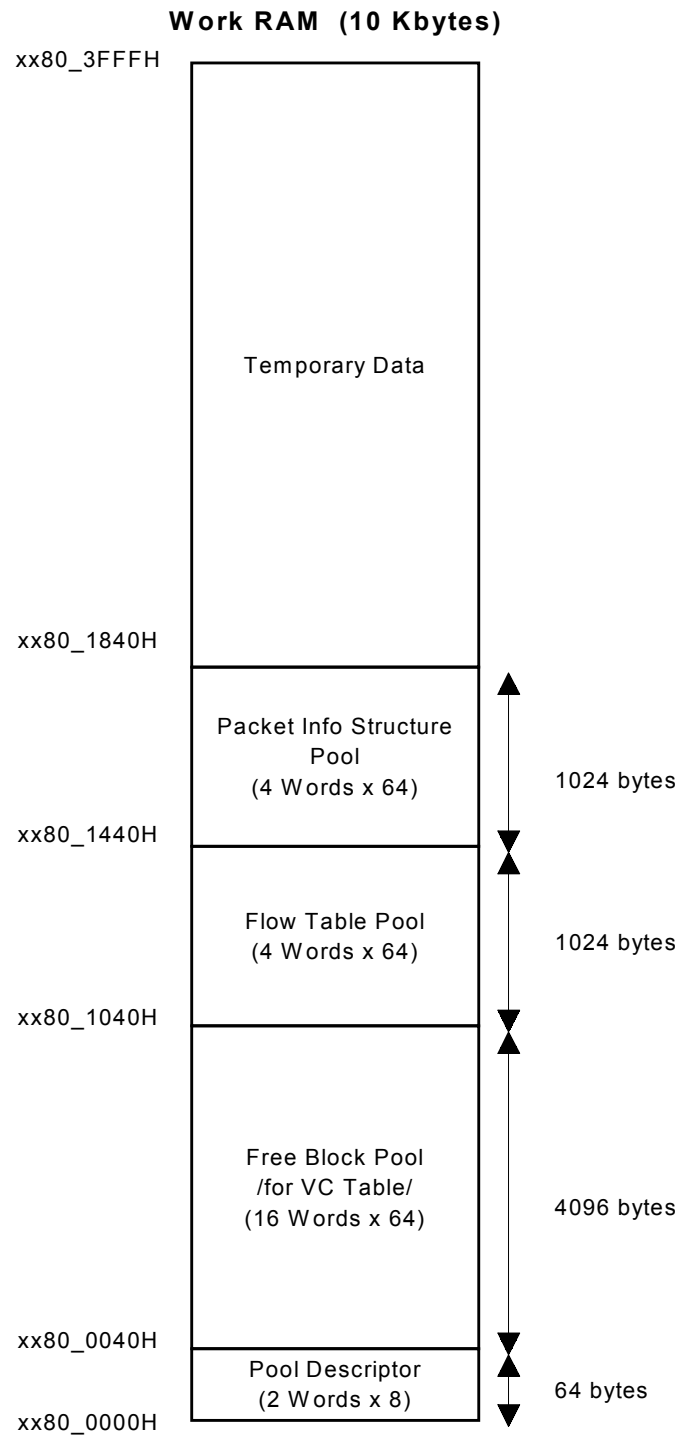 Work RAM (10 Kbytes)
xx80_3FFFH
Temporary Data
xx80_1840H
Packet Info Structure
Pool
(4 Words x 64)
1024 bytes
xx80_1440H
Flow Table Pool
(4 Words x 64)
1024 bytes
xx80_1040H
Free Block Pool
/for VC Table/
(16 Words x 64)
4096 bytes
xx80_0040H
Pool Descriptor
(2 Words x 8)
64 bytes
xx80_0000H